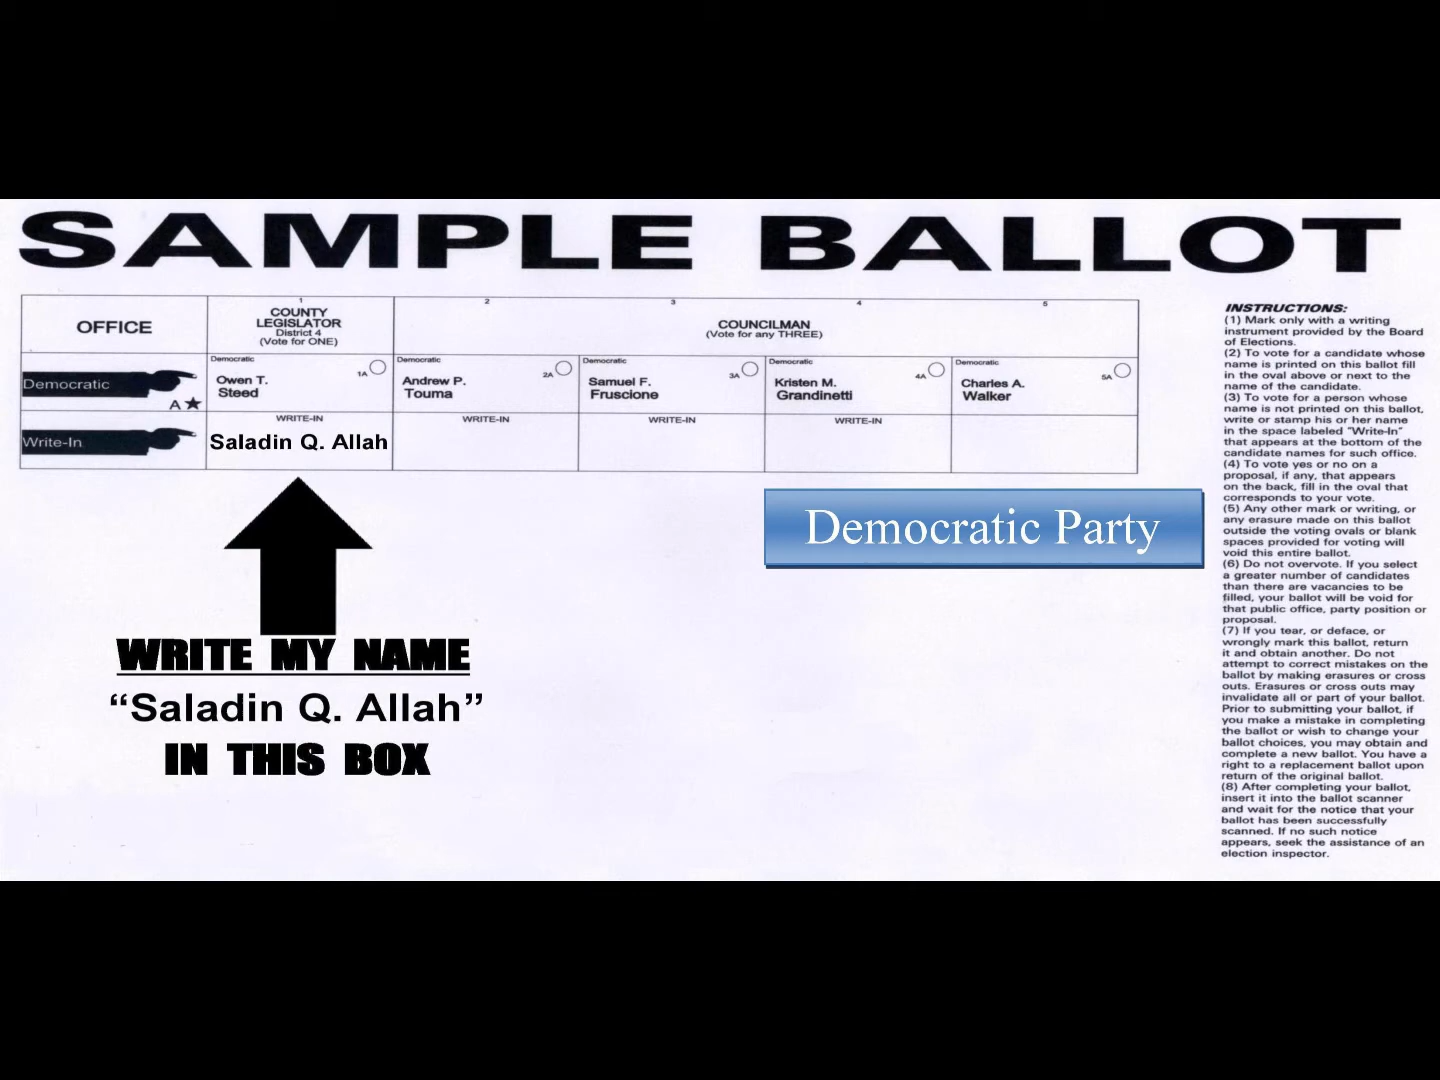 SAMPLE BALLOT
OFFICE
1
COUNTY
LEGISLATOR
District 4
(Vote for ONE)
2
3
4
5
COUNCILMAN
(Vote for any THREE)
Democratic
A★
Democratic
1A
Owen T.
Steed
Democratic
2A
Andrew P.
Touma
Democratic
3A
Samuel F.
Fruscione
Democratic
4A
Kristen M.
Grandinetti
Democratic
5A
Charles A.
Walker
Write-In
WRITE-IN
Saladin Q. Allah
WRITE-IN
WRITE-IN
WRITE-IN
WRITE MY NAME
“Saladin Q. Allah”
IN THIS BOX
Democratic Party
INSTRUCTIONS:
(1) Mark only with a writing
instrument provided by the Board
of Elections.
(2) To vote for a candidate whose
name is printed on this ballot fill
in the oval above or next to the
name of the candidate.
(3) To vote for a person whose
name is not printed on this ballot,
write or stamp his or her name
in the space labeled "Write-In"
that appears at the bottom of the
candidate names for such office.
(4) To vote yes or no on a
proposal, if any, that appears
on the back, fill in the oval that
corresponds to your vote.
(5) Any other mark or writing, or
any erasure made on this ballot
outside the voting ovals or blank
spaces provided for voting will
void this entire ballot.
(6) Do not overvote. If you select
a greater number of candidates
than there are vacancies to be
filled, your ballot will be void for
that public office, party position or
proposal.
(7) If you tear, or deface, or
wrongly mark this ballot, return
it and obtain another. Do not
attempt to correct mistakes on the
ballot by making erasures or cross
outs. Erasures or cross outs may
invalidate all or part of your ballot.
Prior to submitting your ballot, if
you make a mistake in completing
the ballot or wish to change your
ballot choices, you may obtain and
complete a new ballot. You have a
right to a replacement ballot upon
return of the original ballot.
(8) After completing your ballot,
insert it into the ballot scanner
and wait for the notice that your
ballot has been successfully
scanned. If no such notice
appears, seek the assistance of an
election inspector.